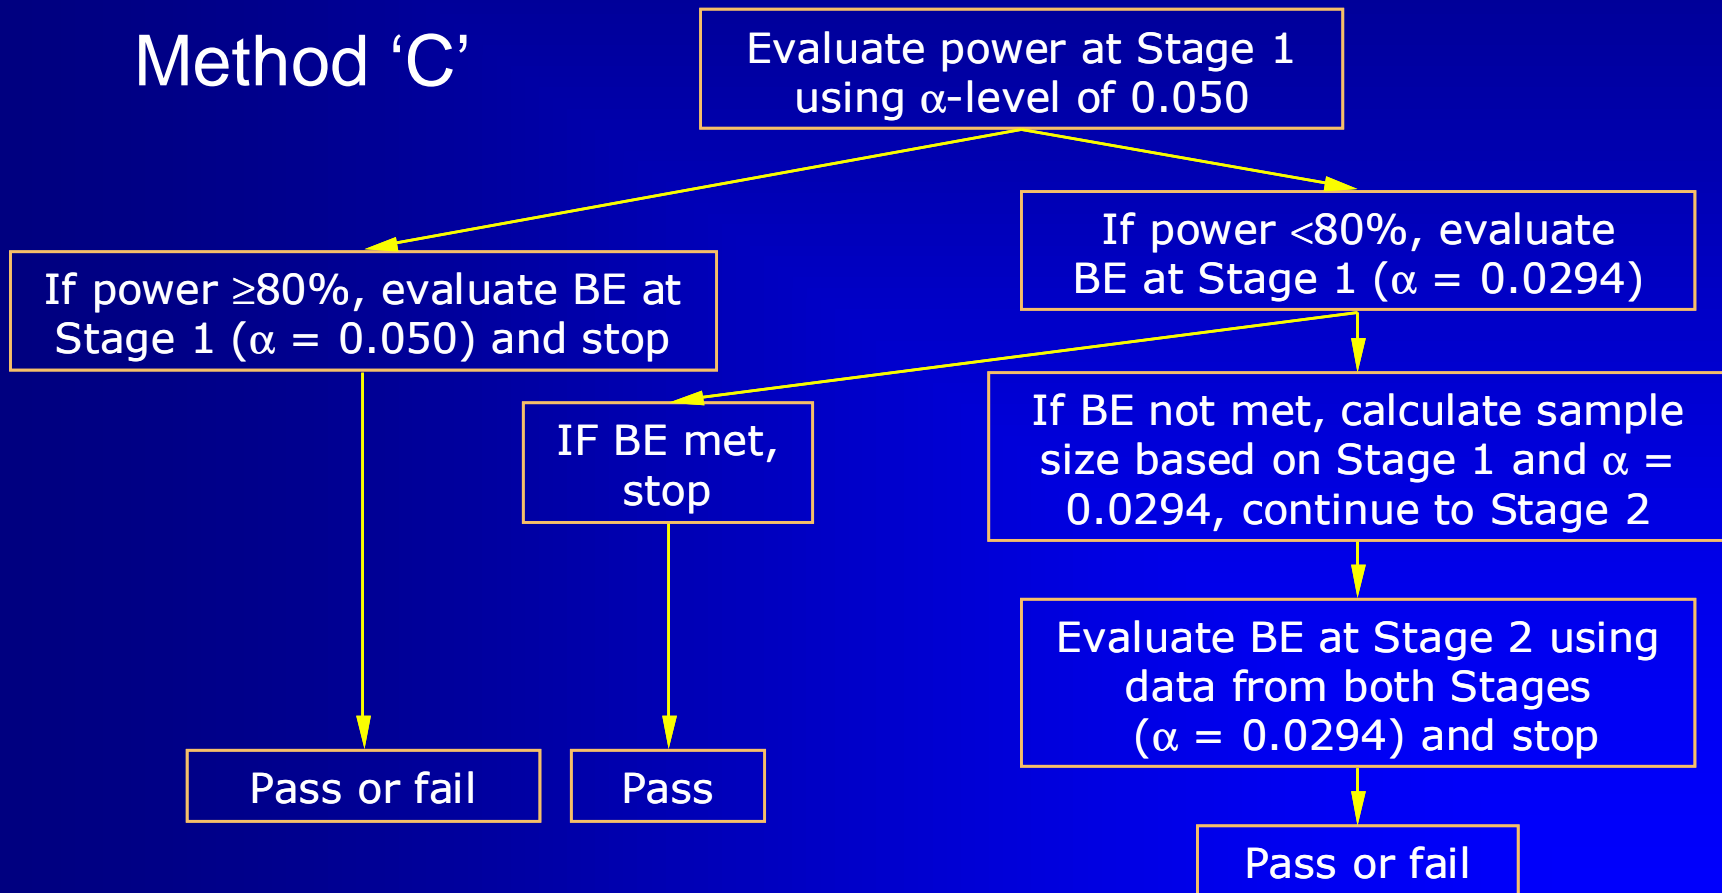 Method ‘C’
Evaluate power at Stage 1
using α-level of 0.050
If power <80%, evaluate
BE at Stage 1 (α = 0.0294)
If power ≥80%, evaluate BE at
Stage 1 (α = 0.050) and stop
IF BE met,
stop
If BE not met, calculate sample
size based on Stage 1 and α =
0.0294, continue to Stage 2
Evaluate BE at Stage 2 using
data from both Stages
(α = 0.0294) and stop
Pass or fail
Pass
Pass or fail